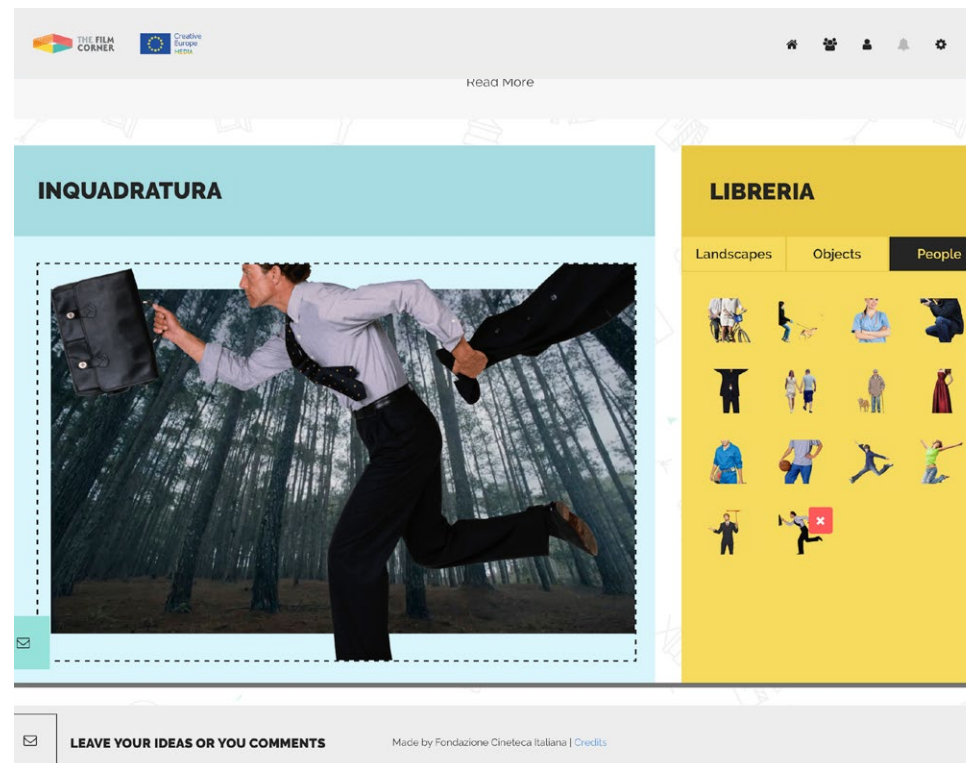 THE FILM
CORNER
Creative
Europe
MEDIA
Read More
INQUADRATURA
LIBRERIA
Landscapes
Objects
People
LEAVE YOUR IDEAS OR YOU COMMENTS
Made by Fondazione Cineteca Italiana | Credits